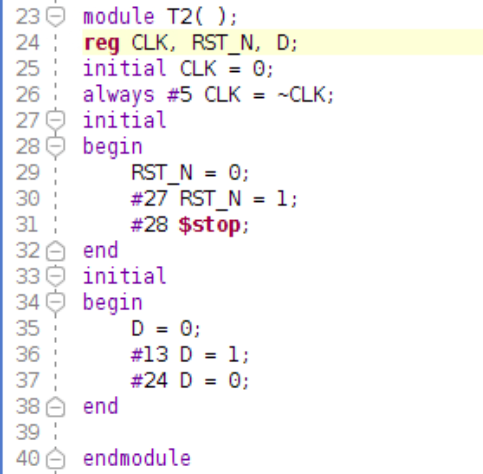 23 module T2( );
24 reg CLK, RST_N, D;
25 initial CLK = 0;
26 always #5 CLK = ~CLK;
27 initial
28 begin
29 RST_N = 0;
30 #27 RST_N = 1;
31 #28 $stop;
32 end
33 initial
34 begin
35 D = 0;
36 #13 D = 1;
37 #24 D = 0;
38 end
39
40 endmodule